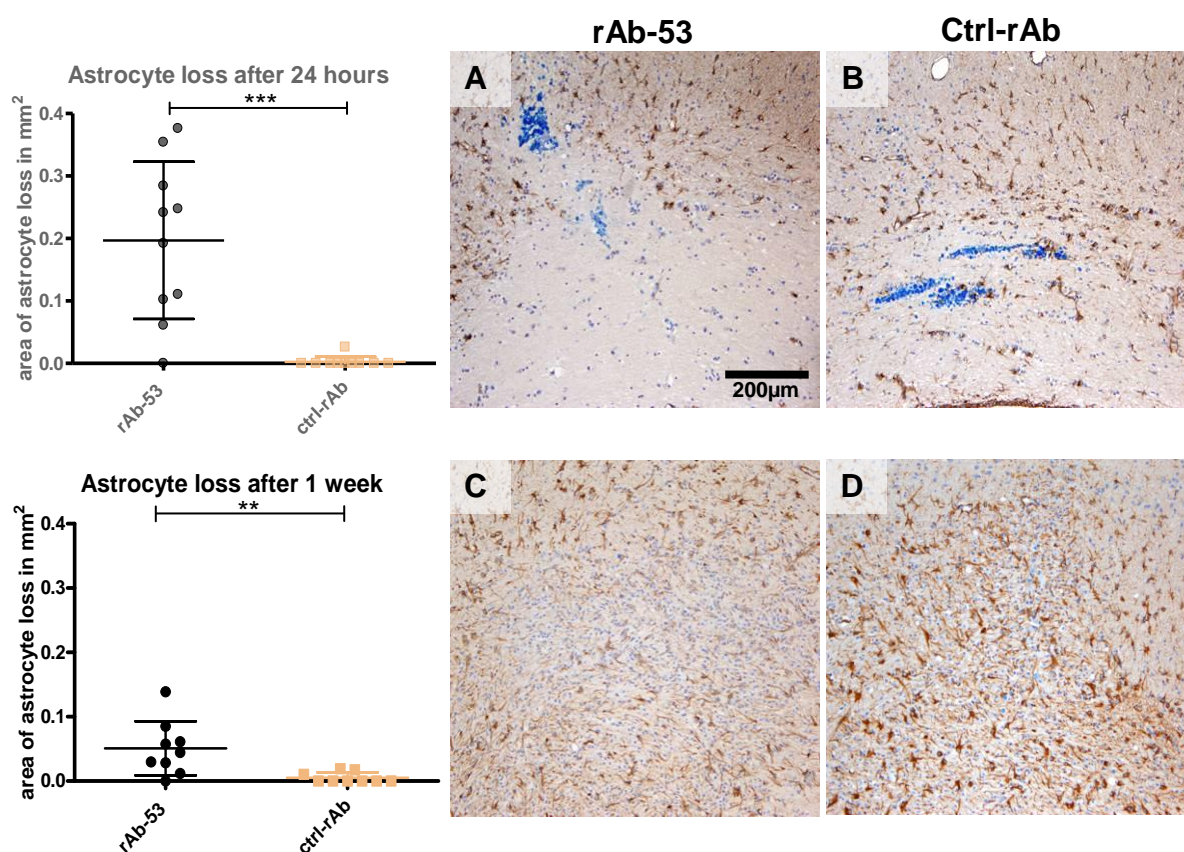 rAb-53
Ctrl-rAb
Astrocyte loss after 24 hours
***
area of astrocyte loss in mm²
0.4
0.3
0.2
0.1
0.0
rAb-53
ctrl-rAb
A
200µm
B
Astrocyte loss after 1 week
**
area of astrocyte loss in mm²
0.4
0.3
0.2
0.1
0.0
rAb-53
ctrl-rAb
C
D